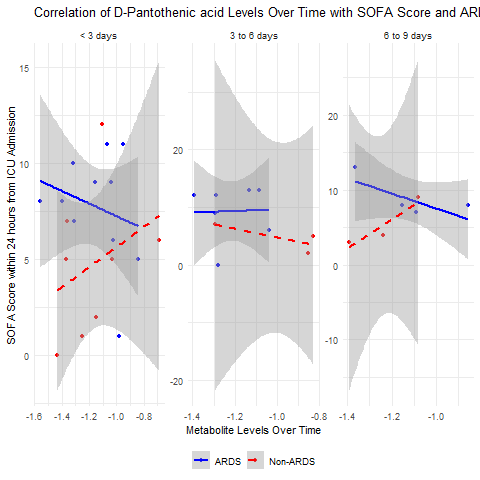 Correlation of D-Pantothenic acid Levels Over Time with SOFA Score and ARI
< 3 days
3 to 6 days
6 to 9 days
SOFA Score within 24 hours from ICU Admission
15
10
5
0
20
0
-20
20
10
0
-10
-1.6
-1.4
-1.2
-1.0
-0.8
-1.4
-1.2
-1.0
-0.8
-1.4
-1.2
-1.0
Metabolite Levels Over Time
ARDS
Non-ARDS